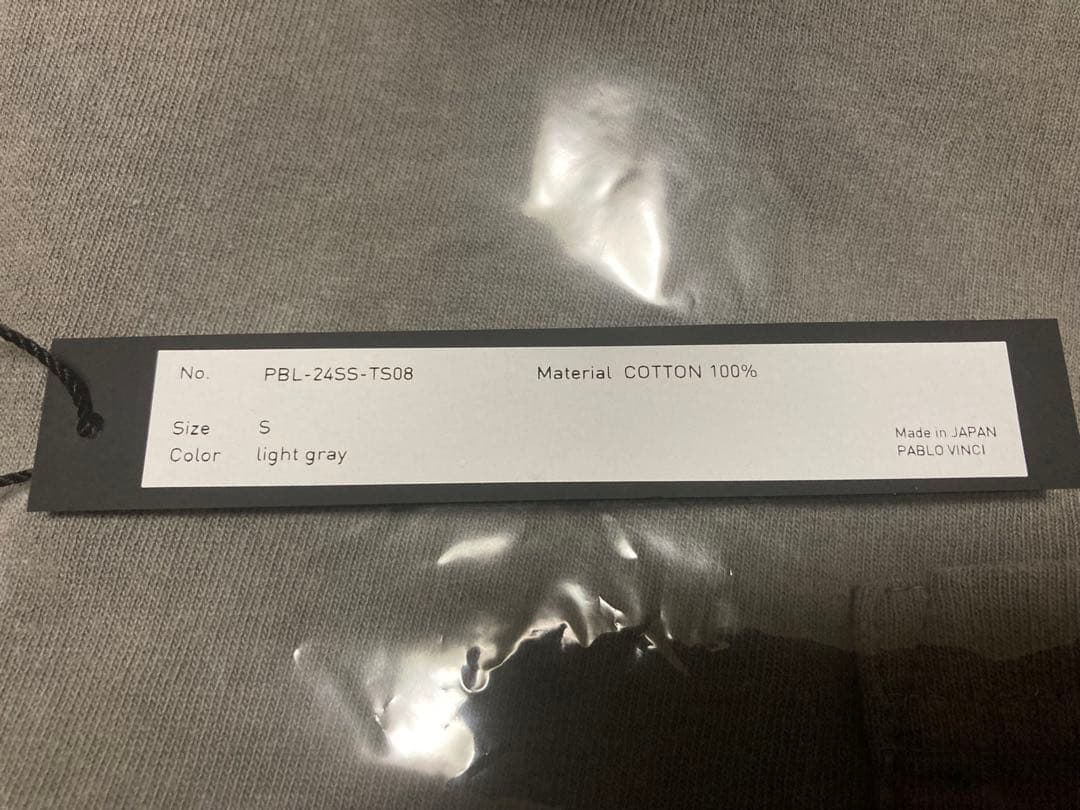 No. PBL-24SS-TS08 Material COTTON 100%
Size S
Color light gray
Made in JAPAN
PABLO VINCI